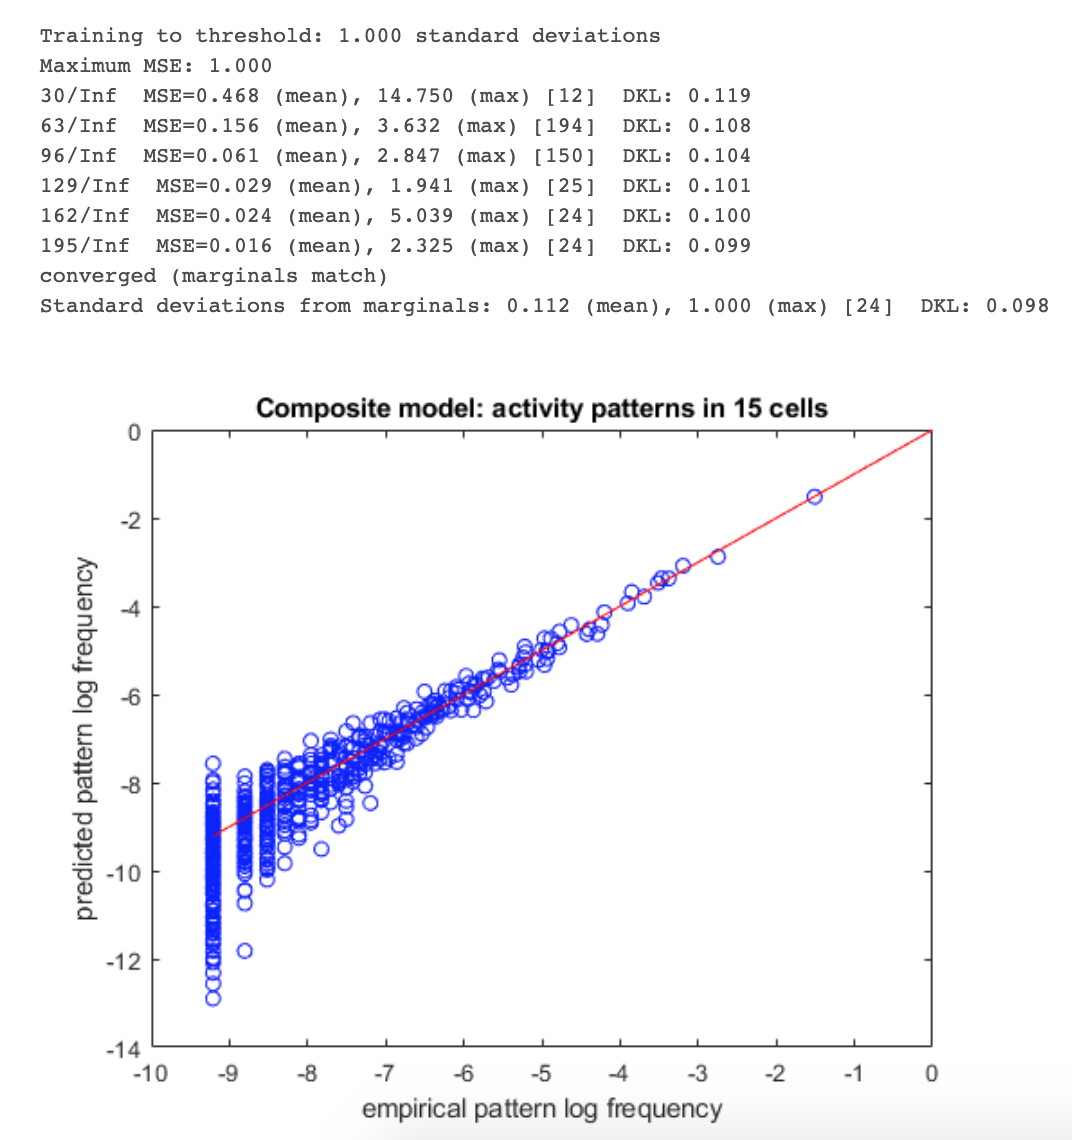 Training to threshold: 1.000 standard deviations
Maximum MSE: 1.000
30/Inf  MSE=0.468 (mean), 14.750 (max) [12]  DKL: 0.119
63/Inf  MSE=0.156 (mean), 3.632 (max) [194]  DKL: 0.108
96/Inf  MSE=0.061 (mean), 2.847 (max) [150]  DKL: 0.104
129/Inf  MSE=0.029 (mean), 1.941 (max) [25]  DKL: 0.101
162/Inf  MSE=0.024 (mean), 5.039 (max) [24]  DKL: 0.100
195/Inf  MSE=0.016 (mean), 2.325 (max) [24]  DKL: 0.099
converged (marginals match)
Standard deviations from marginals: 0.112 (mean), 1.000 (max) [24]  DKL: 0.098
Composite model: activity patterns in 15 cells
predicted pattern log frequency
0
-2
-4
-6
-8
-10
-12
-14
-10 -9 -8 -7 -6 -5 -4 -3 -2 -1 0
empirical pattern log frequency